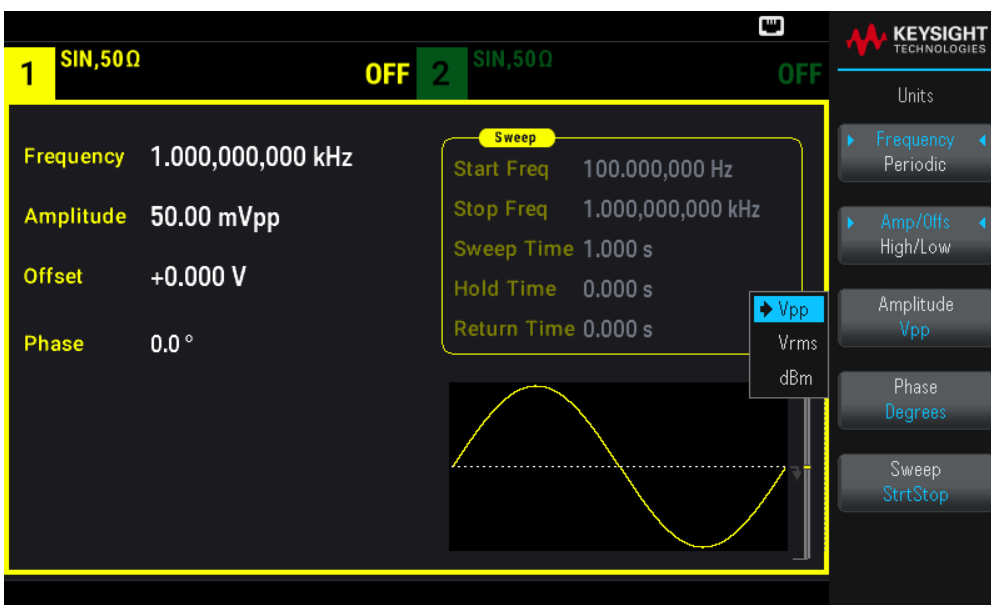 KEYSIGHT
TECHNOLOGIES
1 SIN,50Ω OFF 2 SIN,50Ω OFF
Units
Frequency 1.000,000,000 kHz
Amplitude 50.00 mVpp
Offset +0.000 V
Phase 0.0 °
Sweep
Start Freq 100.000,000 Hz
Stop Freq 1.000,000,000 kHz
Sweep Time 1.000 s
Hold Time 0.000 s
Return Time 0.000 s
Vpp
Vrms
dBm
Frequency
Periodic
Amp/Offs
High/Low
Amplitude
Vpp
Phase
Degrees
Sweep
StrtStop